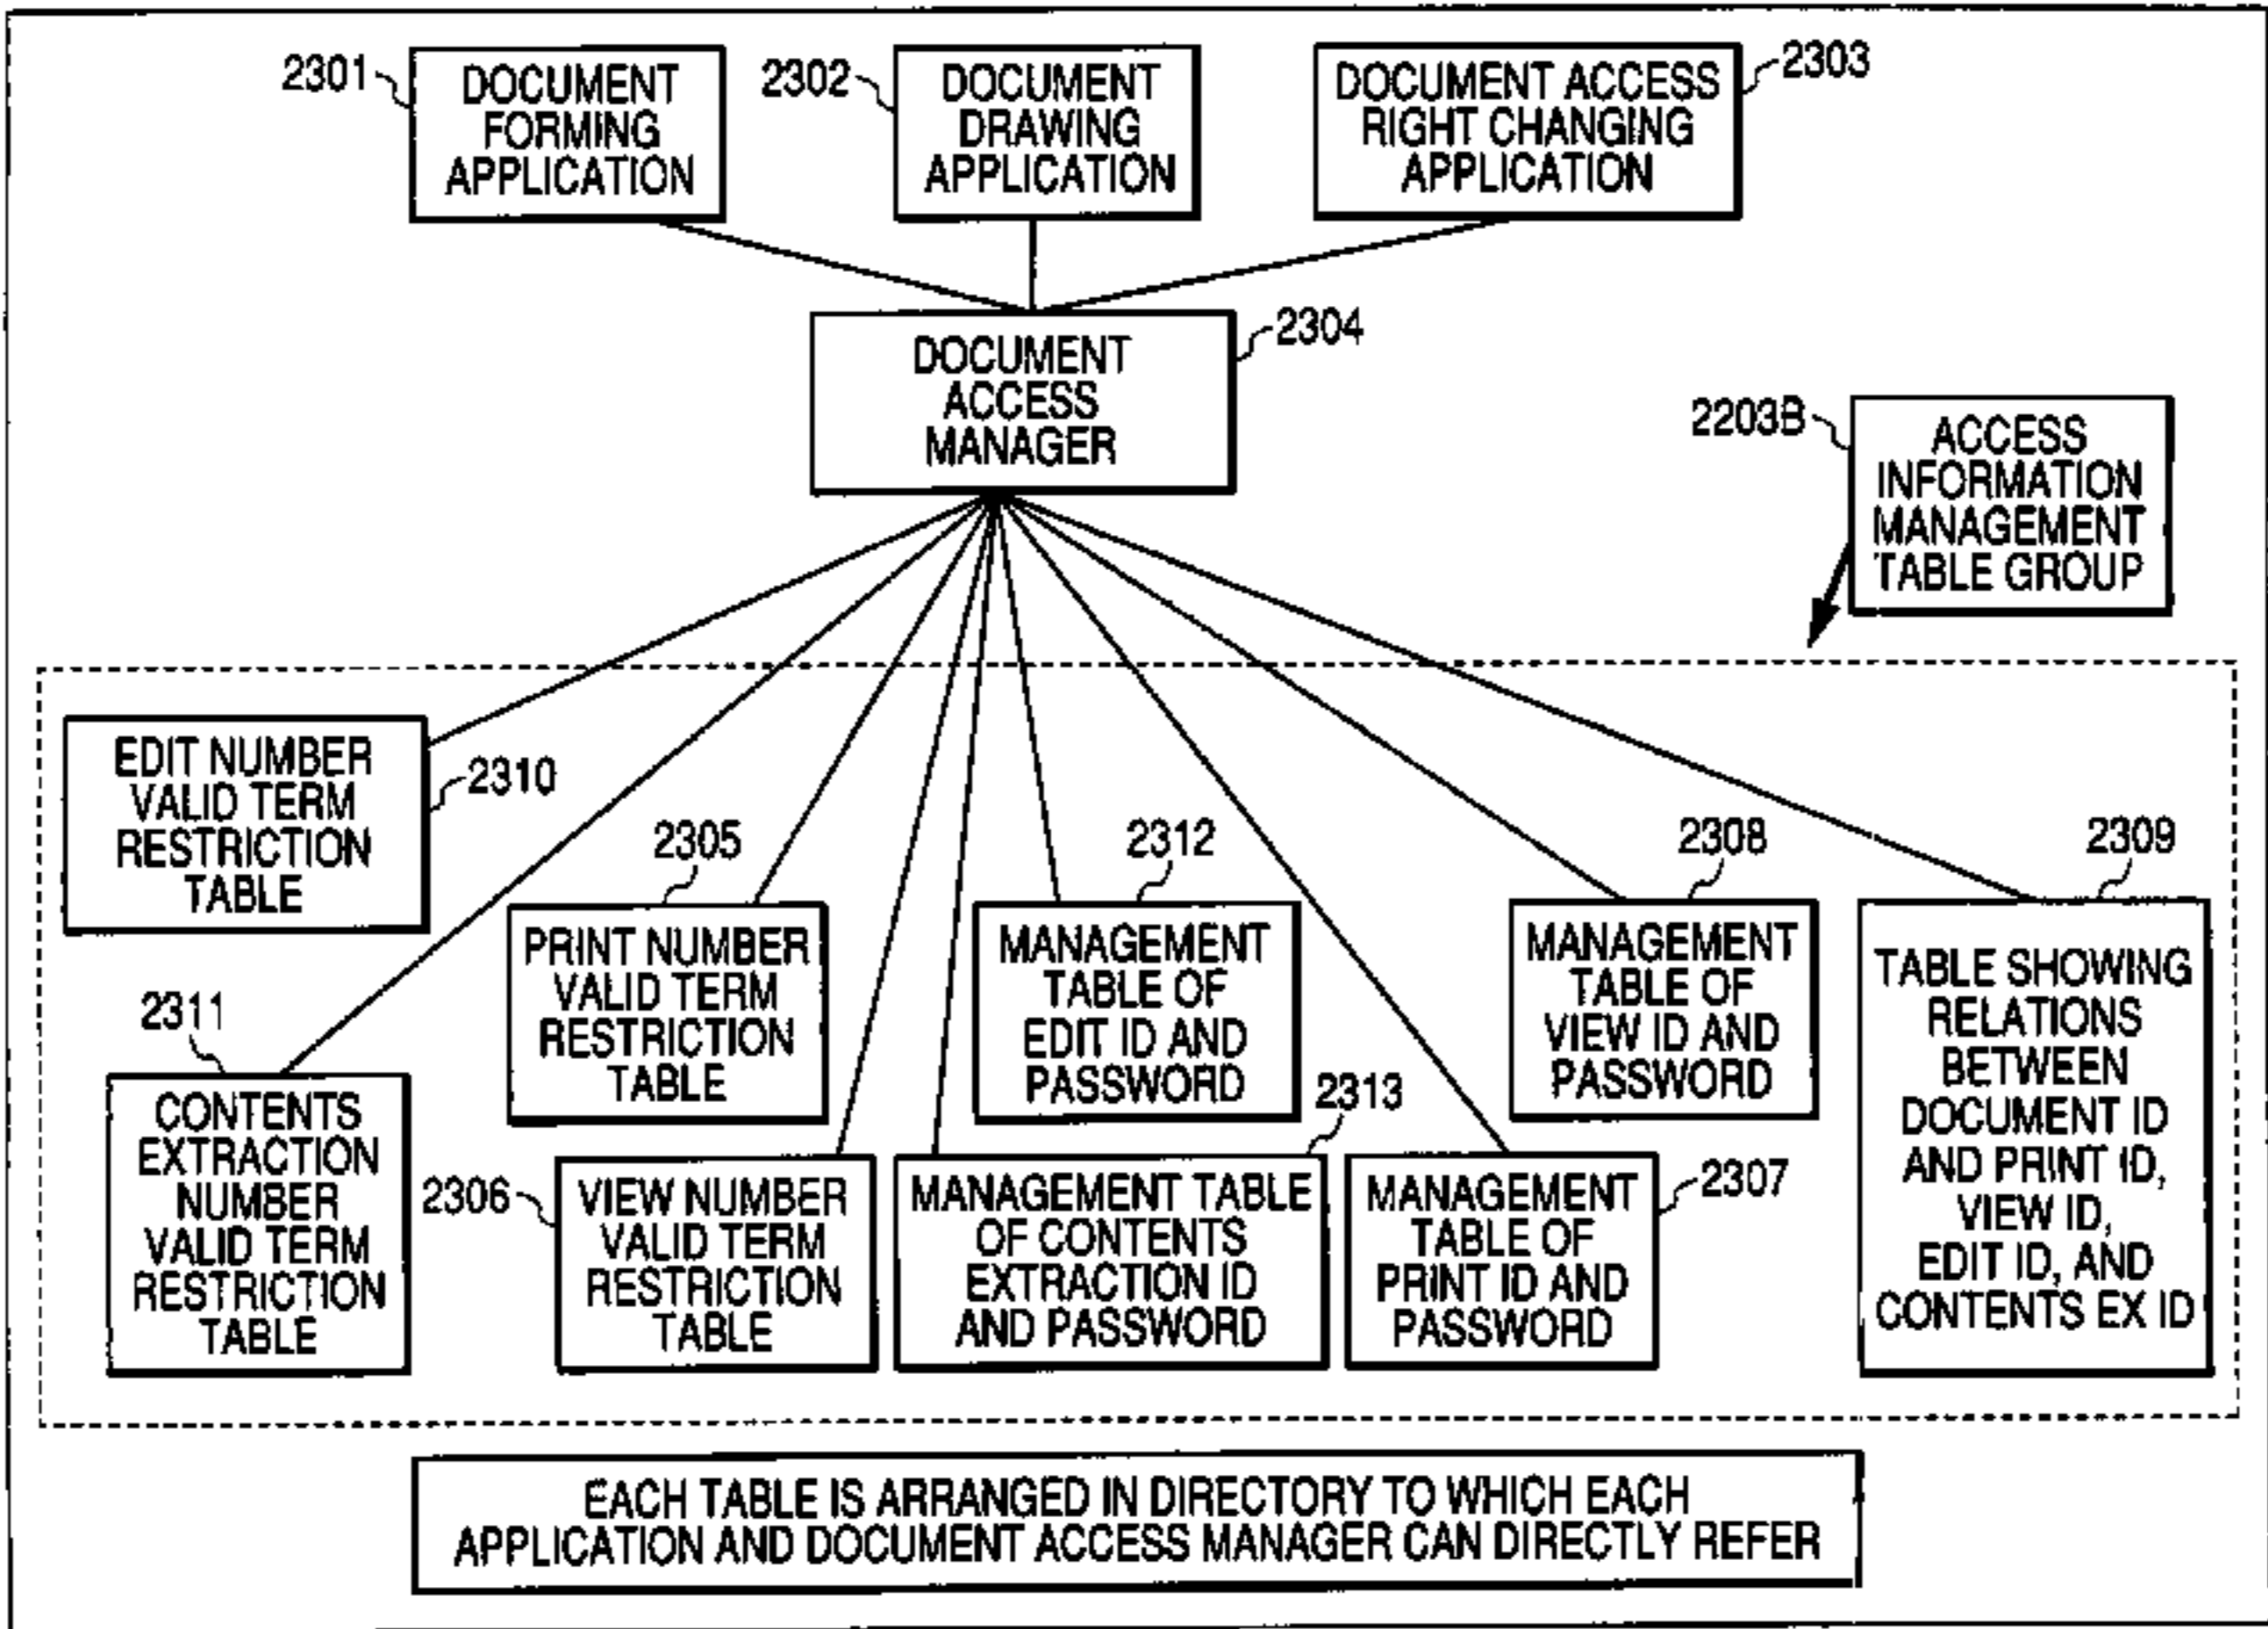 2301
DOCUMENT
FORMING
APPLICATION
2302
DOCUMENT
DRAWING
APPLICATION
DOCUMENT ACCESS
RIGHT CHANGING
APPLICATION
2303
DOCUMENT
ACCESS
MANAGER
2304
2203B
ACCESS
INFORMATION
MANAGEMENT
TABLE GROUP
EDIT NUMBER
VALID TERM
RESTRICTION
TABLE
2310
2305
PRINT NUMBER
VALID TERM
RESTRICTION
TABLE
2312
MANAGEMENT
TABLE OF
EDIT ID AND
PASSWORD
2308
MANAGEMENT
TABLE OF
VIEW ID AND
PASSWORD
2309
TABLE SHOWING
RELATIONS
BETWEEN
DOCUMENT ID
AND PRINT ID,
VIEW ID,
EDIT ID, AND
CONTENTS EX ID
2311
CONTENTS
EXTRACTION
NUMBER
VALID TERM
RESTRICTION
TABLE
2306
VIEW NUMBER
VALID TERM
RESTRICTION
TABLE
2313
MANAGEMENT TABLE
OF CONTENTS
EXTRACTION ID
AND PASSWORD
MANAGEMENT
TABLE OF
PRINT ID AND
PASSWORD
2307
EACH TABLE IS ARRANGED IN DIRECTORY TO WHICH EACH
APPLICATION AND DOCUMENT ACCESS MANAGER CAN DIRECTLY REFER